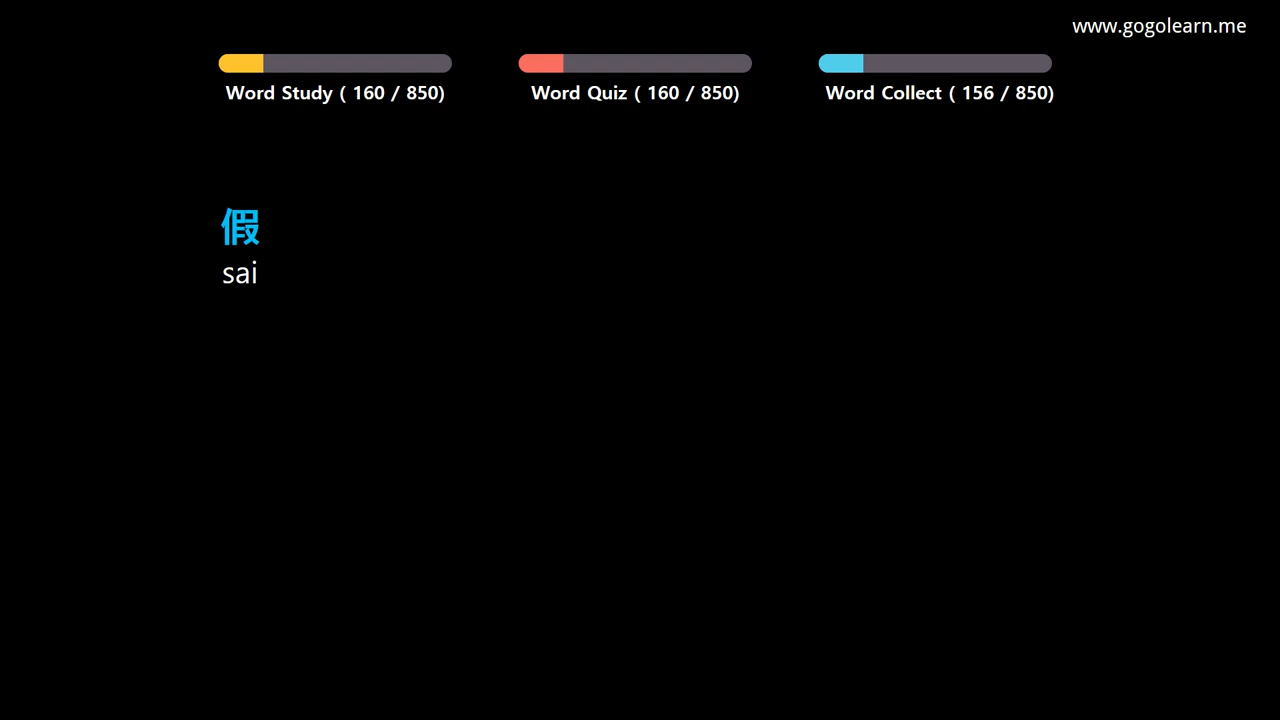 www.gogolearn.me
Word Study ( 160 / 850)
Word Quiz ( 160 / 850)
Word Collect ( 156 / 850)
假
sai